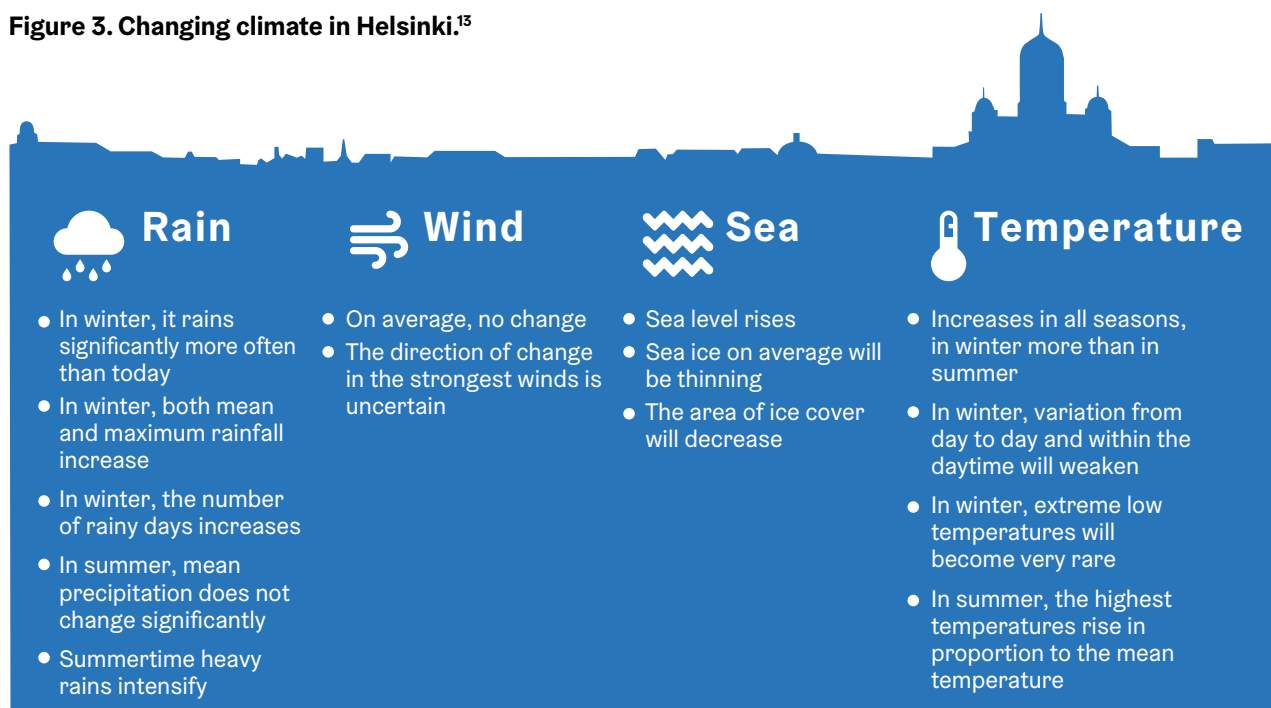 Figure 3. Changing climate in Helsinki.¹³
Rain
In winter, it rains
significantly more often
than today
In winter, both mean
and maximum rainfall
increase
In winter, the number
of rainy days increases
In summer, mean
precipitation does not
change significantly
Summertime heavy
rains intensify
Wind
On average, no change
The direction of change
in the strongest winds is
uncertain
Sea
Sea level rises
Sea ice on average will
be thinning
The area of ice cover
will decrease
Temperature
Increases in all seasons,
in winter more than in
summer
In winter, variation from
day to day and within the
daytime will weaken
In winter, extreme low
temperatures will
become very rare
In summer, the highest
temperatures rise in
proportion to the mean
temperature